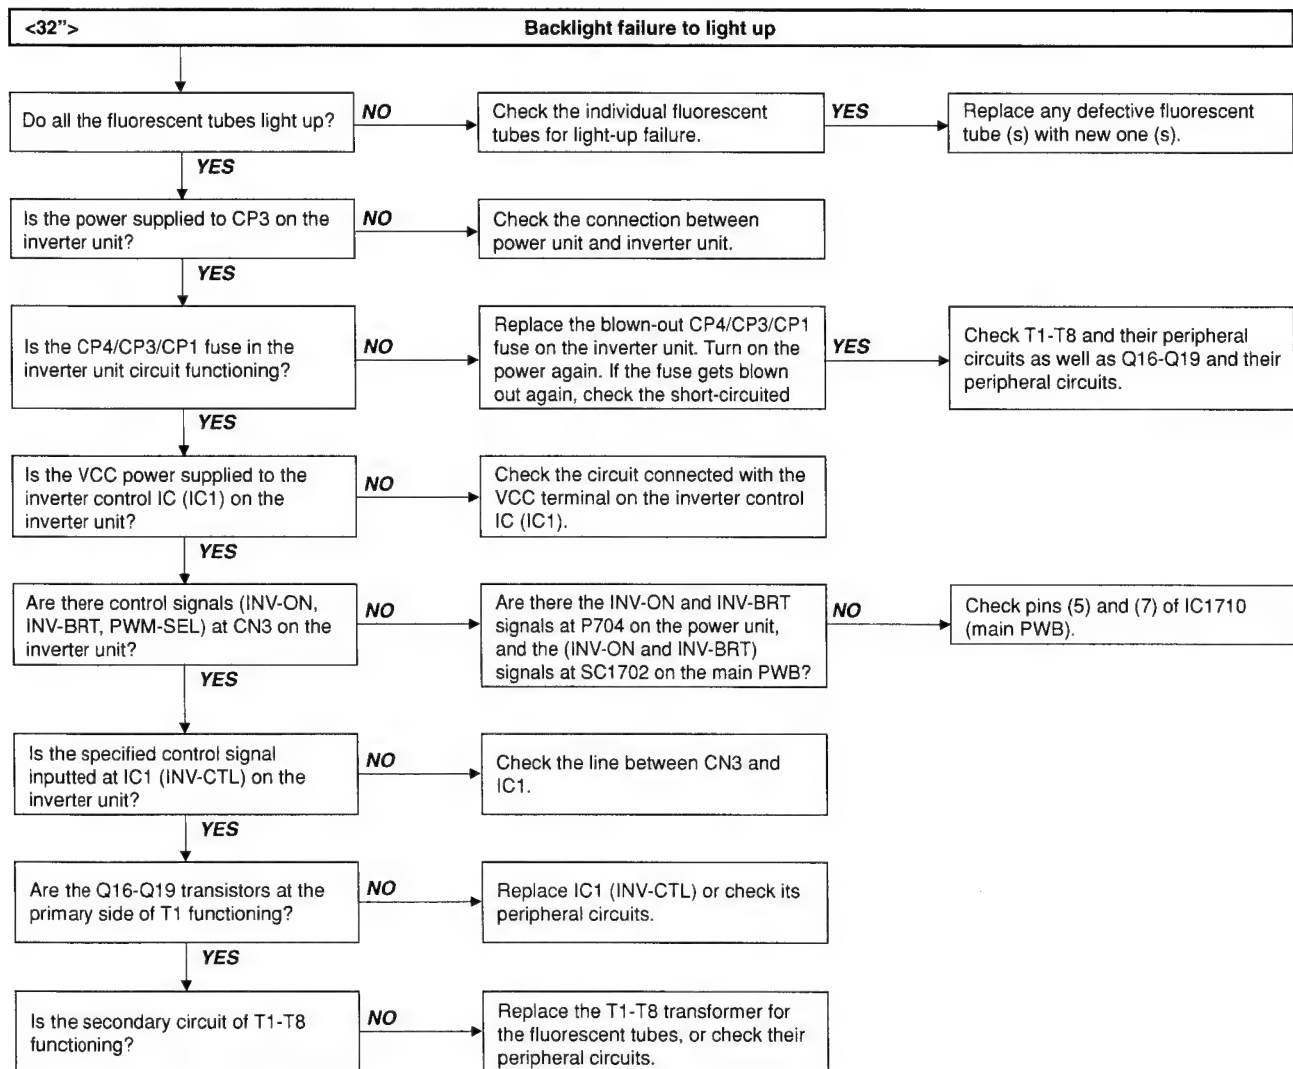 <32”> Backlight failure to light up
Do all the fluorescent tubes light up?
NO
Check the individual fluorescent
tubes for light-up failure.
YES
Replace any defective fluorescent
tube (s) with new one (s).
YES
Is the power supplied to CP3 on the
inverter unit?
NO
Check the connection between
power unit and inverter unit.
YES
Is the CP4/CP3/CP1 fuse in the
inverter unit circuit functioning?
NO
Replace the blown-out CP4/CP3/CP1
fuse on the inverter unit. Turn on the
power again. If the fuse gets blown
out again, check the short-circuited
YES
Check T1-T8 and their peripheral
circuits as well as Q16-Q19 and their
peripheral circuits.
YES
Is the VCC power supplied to the
inverter control IC (IC1) on the
inverter unit?
NO
Check the circuit connected with the
VCC terminal on the inverter control
IC (IC1).
YES
Are there control signals (INV-ON,
INV-BRT, PWM-SEL) at CN3 on the
inverter unit?
NO
Are there the INV-ON and INV-BRT
signals at P704 on the power unit,
and the (INV-ON and INV-BRT)
signals at SC1702 on the main PWB?
NO
Check pins (5) and (7) of IC1710
(main PWB).
YES
Is the specified control signal
inputted at IC1 (INV-CTL) on the
inverter unit?
NO
Check the line between CN3 and
IC1.
YES
Are the Q16-Q19 transistors at the
primary side of T1 functioning?
NO
Replace IC1 (INV-CTL) or check its
peripheral circuits.
YES
Is the secondary circuit of T1-T8
functioning?
NO
Replace the T1-T8 transformer for
the fluorescent tubes, or check their
peripheral circuits.